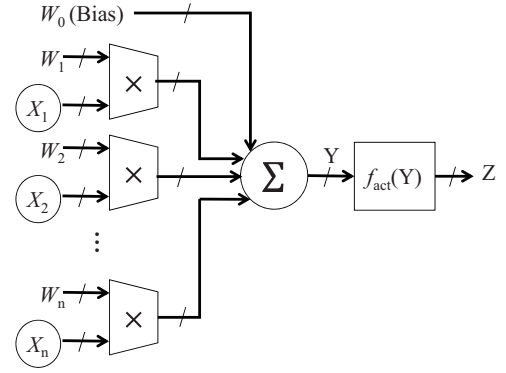 W0 (Bias)
W1
×
X1
W2
×
X2
Σ
Y
fact(Y)
Z
⋮
Wn
×
Xn